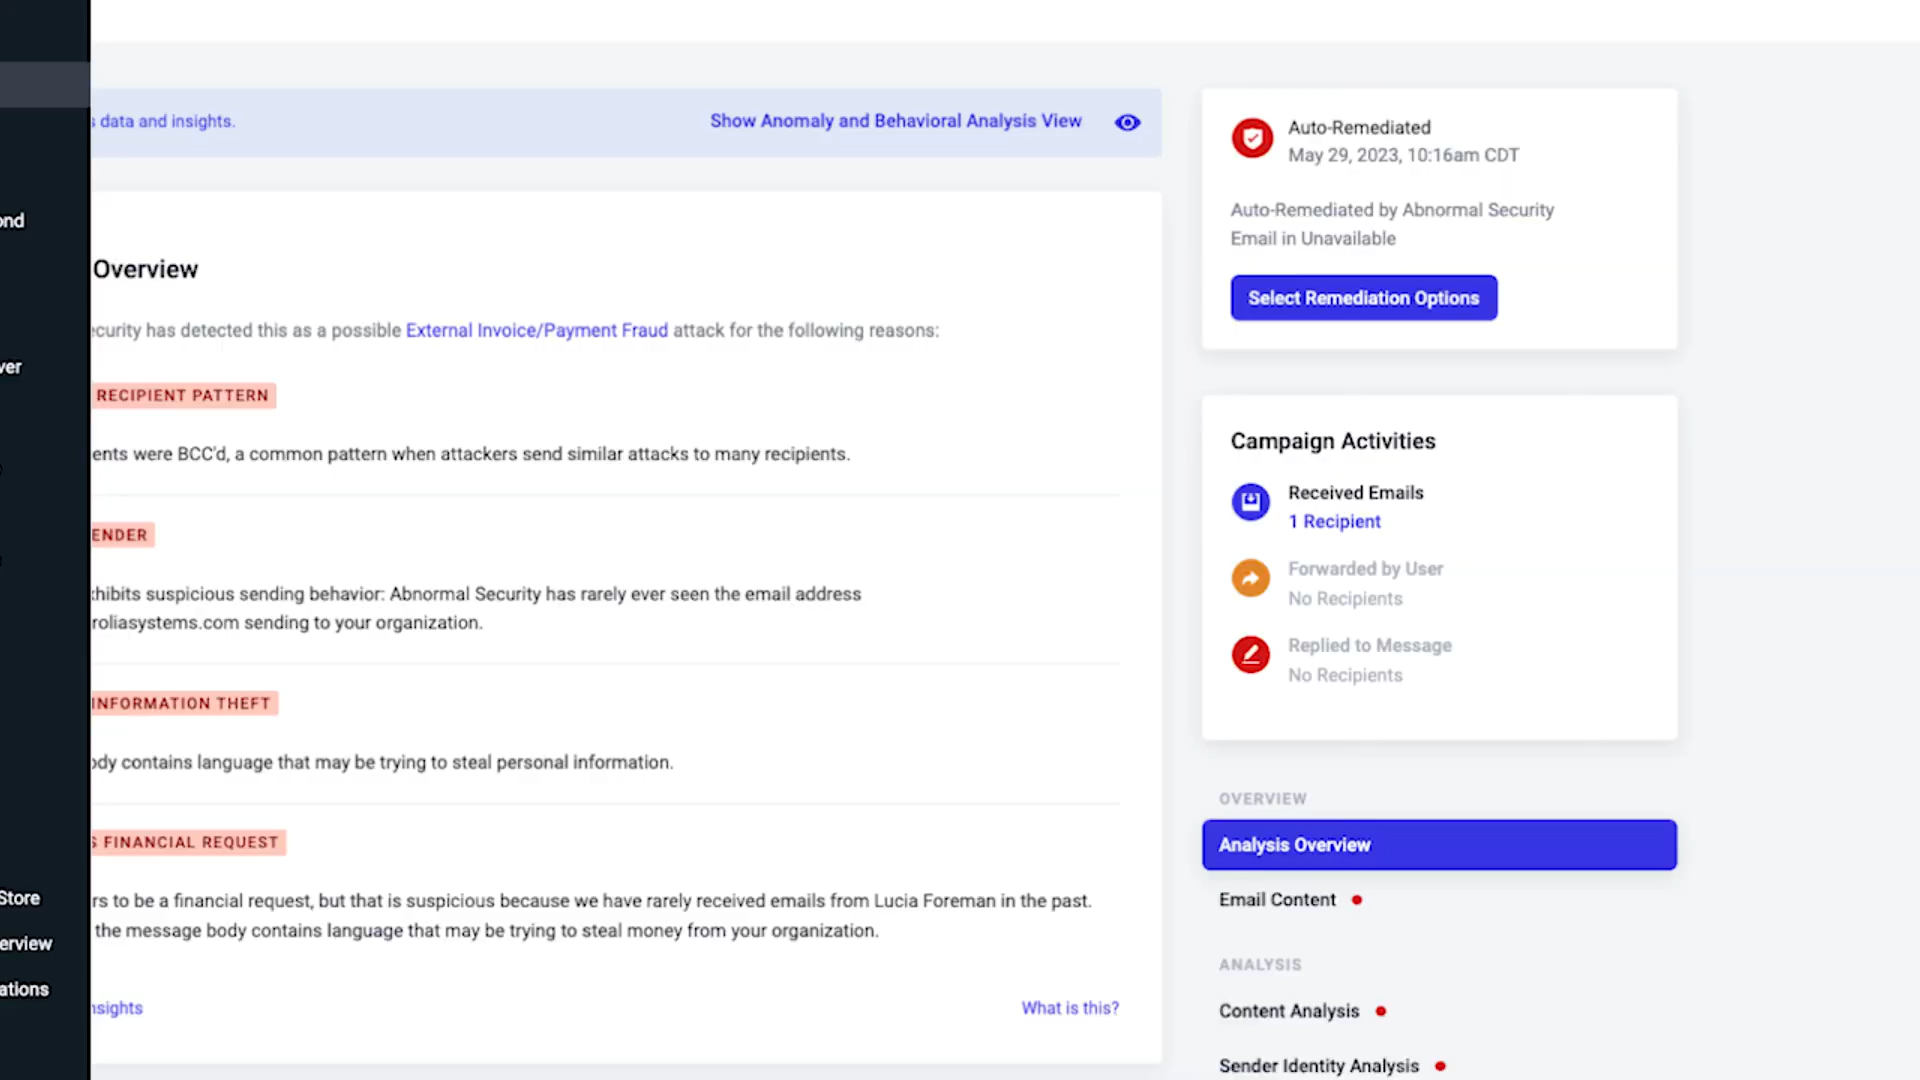 ond
ver
Store
erview
ations
data and insights.
Show Anomaly and Behavioral Analysis View
Overview
ecurity has detected this as a possible External Invoice/Payment Fraud attack for the following reasons:
RECIPIENT PATTERN
ents were BCC'd, a common pattern when attackers send similar attacks to many recipients.
ENDER
xhibits suspicious sending behavior: Abnormal Security has rarely ever seen the email address
roliasystems.com sending to your organization.
INFORMATION THEFT
ody contains language that may be trying to steal personal information.
S FINANCIAL REQUEST
rs to be a financial request, but that is suspicious because we have rarely received emails from Lucia Foreman in the past.
the message body contains language that may be trying to steal money from your organization.
nsights
What is this?
Auto-Remediated
May 29, 2023, 10:16am CDT
Auto-Remediated by Abnormal Security
Email in Unavailable
Select Remediation Options
Campaign Activities
Received Emails
1 Recipient
Forwarded by User
No Recipients
Replied to Message
No Recipients
OVERVIEW
Analysis Overview
Email Content
ANALYSIS
Content Analysis
Sender Identity Analysis